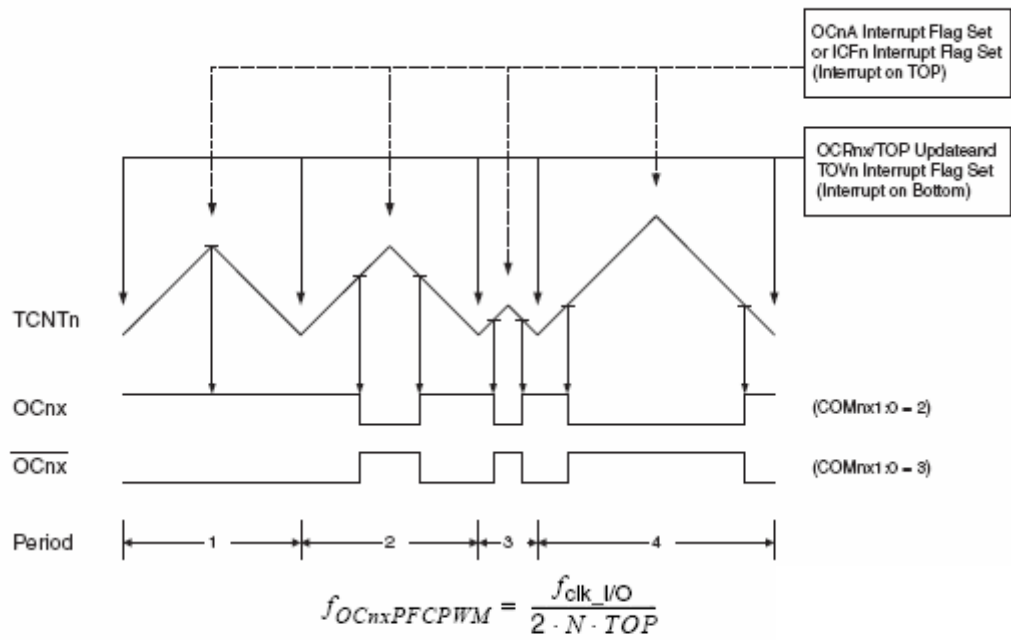 OCnA Interrupt Flag Set
or ICFn Interrupt Flag Set
(Interrupt on TOP)
OCRnx/TOP Updateand
TOVn Interrupt Flag Set
(Interrupt on Bottom)
TCNTn
OCnx
(COMnx1:0 = 2)
OCnx
(COMnx1:0 = 3)
Period
1
2
3
4
fOCnxPFCPWM = fclk_I/O / 2 · N · TOP